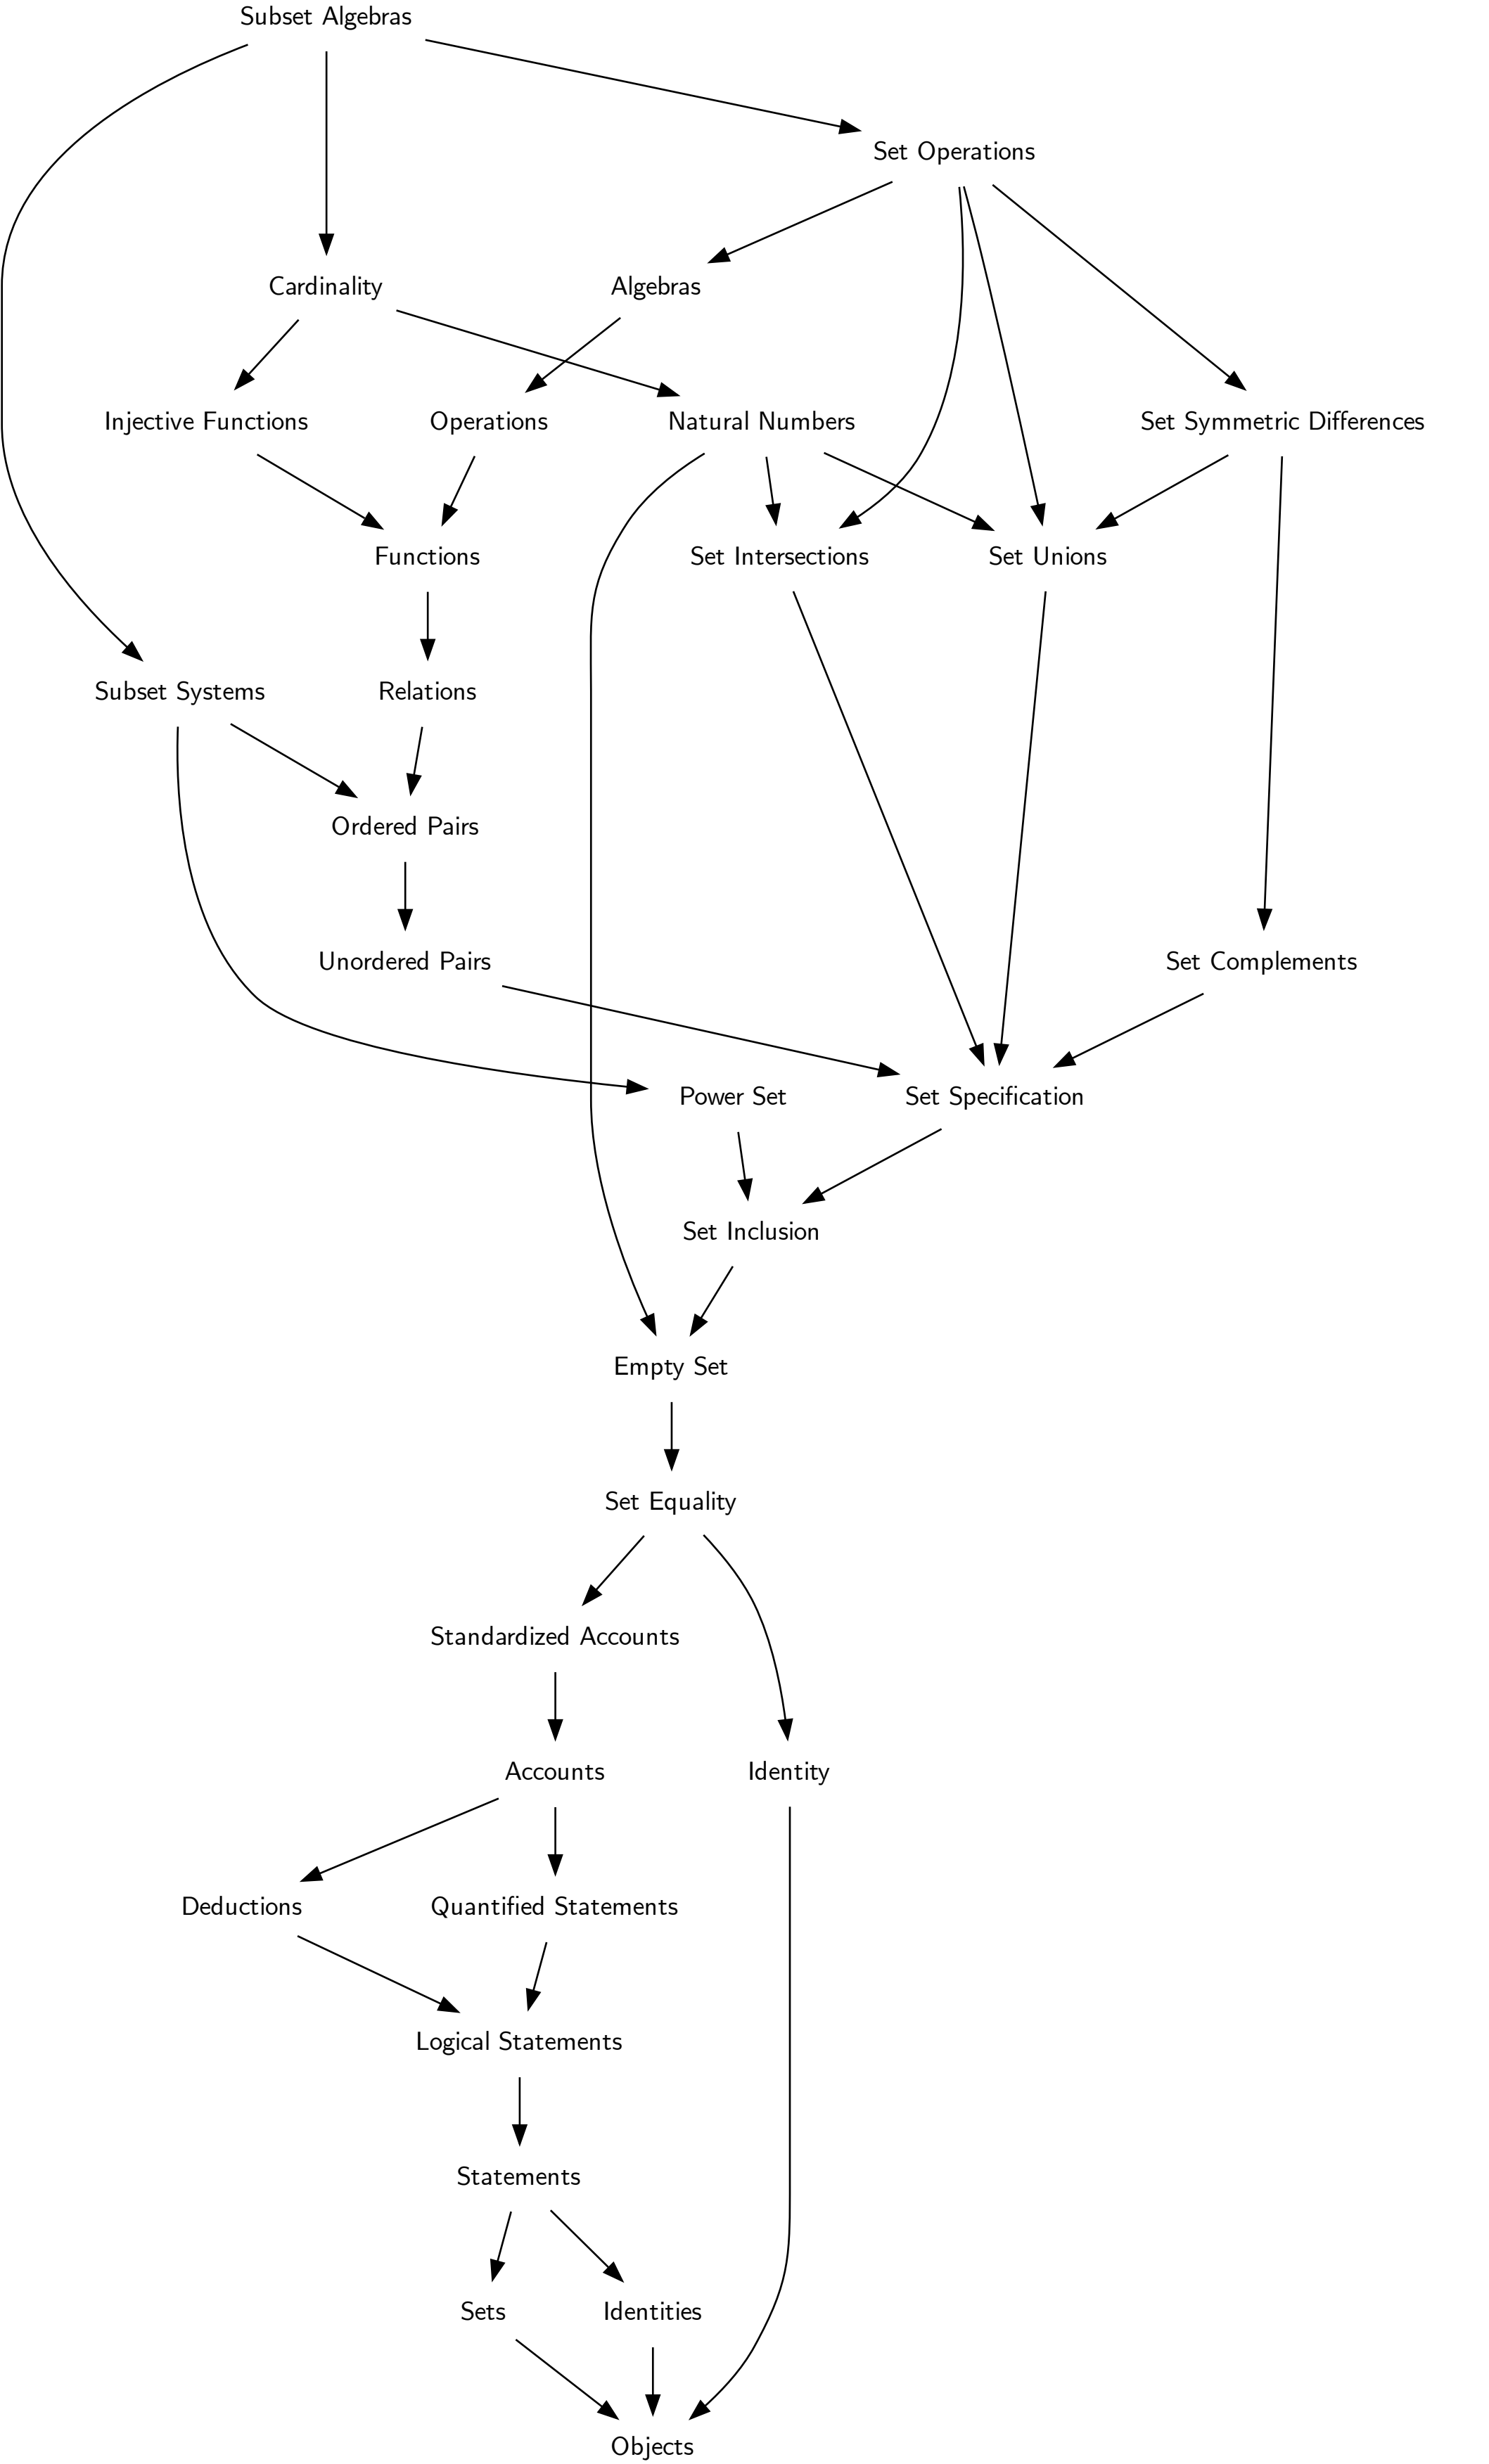 Subset Algebras
Set Operations
Cardinality
Algebras
Injective Functions
Operations
Natural Numbers
Set Symmetric Differences
Functions
Set Intersections
Set Unions
Subset Systems
Relations
Ordered Pairs
Unordered Pairs
Set Complements
Power Set
Set Specification
Set Inclusion
Empty Set
Set Equality
Standardized Accounts
Accounts
Identity
Deductions
Quantified Statements
Logical Statements
Statements
Sets
Identities
Objects